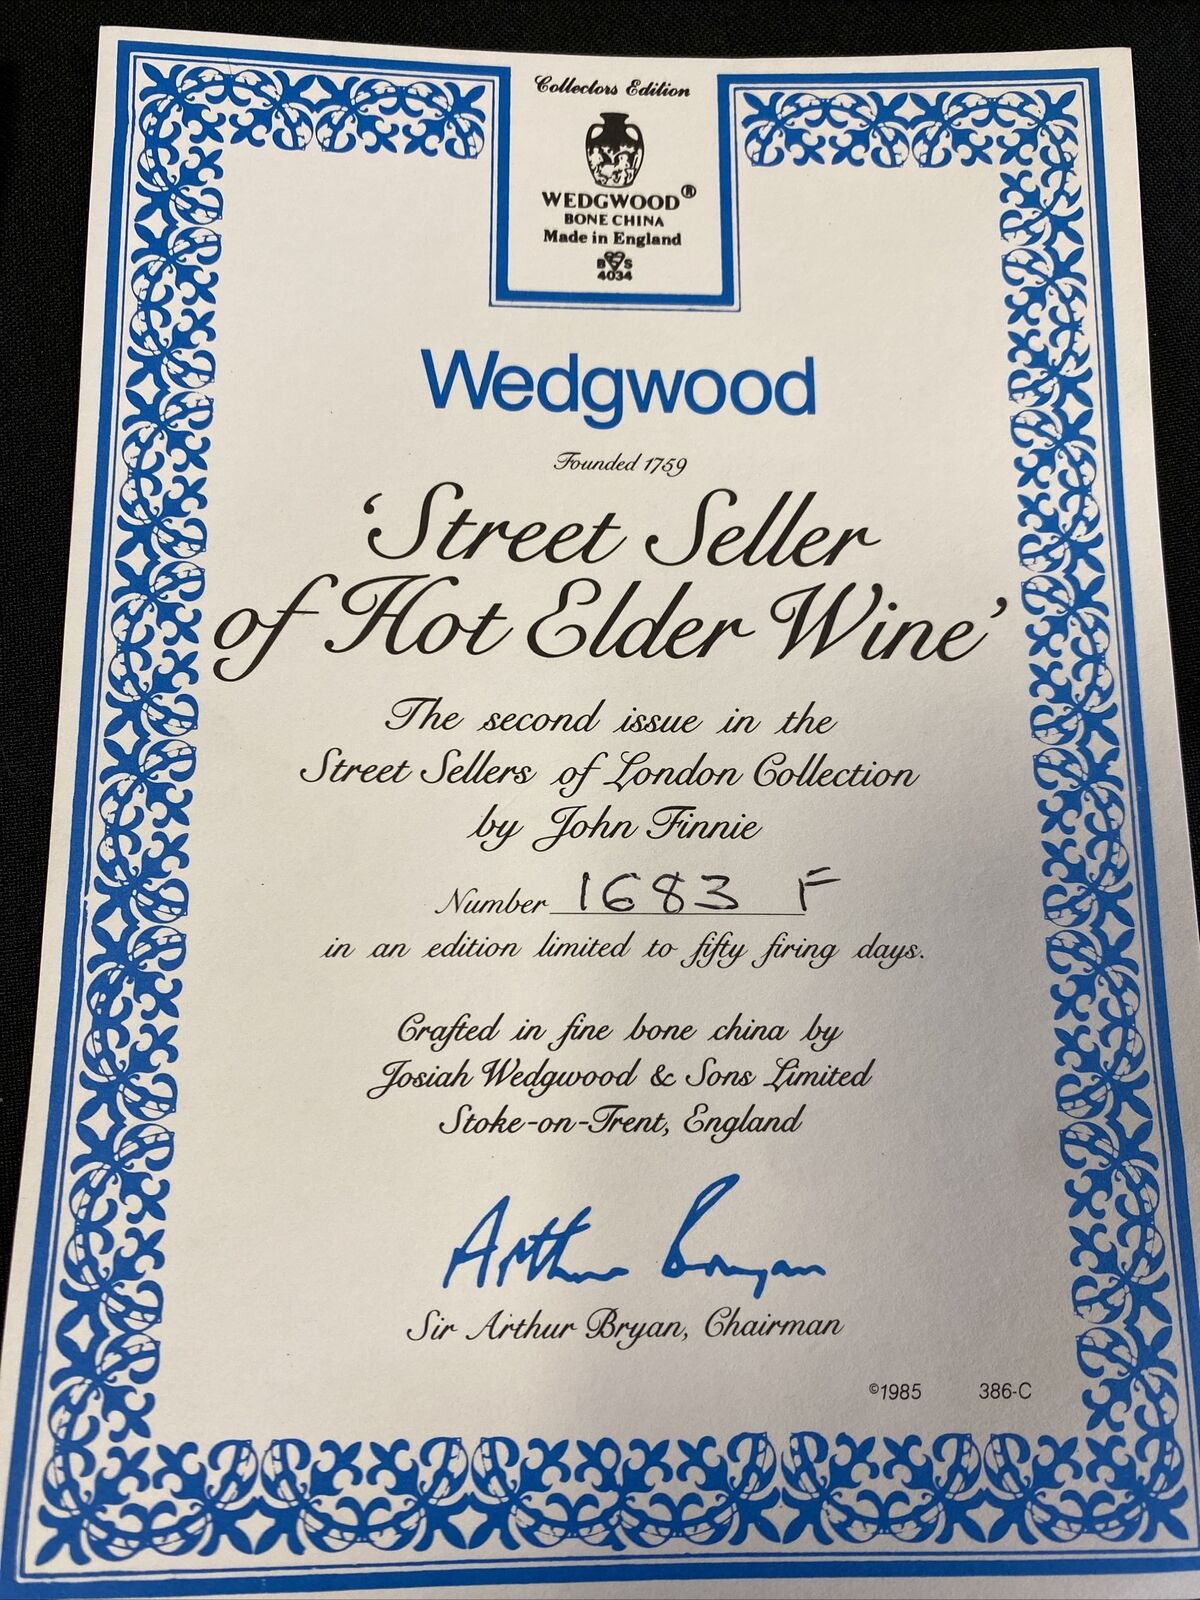 Collectors Edition
WEDGWOOD®
BONE CHINA
Made in England
B S
4034
Wedgwood
Founded 1759
‘Street Seller
of Hot Elder Wine’
The second issue in the
Street Sellers of London Collection
by John Finnie
Number 1683 F
in an edition limited to fifty firing days.
Crafted in fine bone china by
Josiah Wedgwood & Sons Limited
Stoke-on-Trent, England
Arthur Bryan
Sir Arthur Bryan, Chairman
©1985 386-C